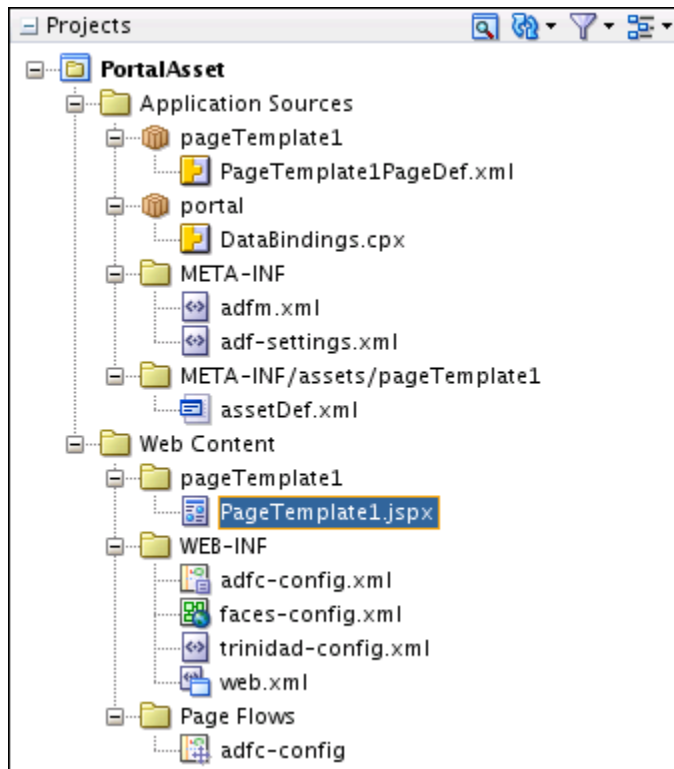 Projects
PortalAsset
Application Sources
pageTemplate1
PageTemplate1PageDef.xml
portal
DataBindings.cpx
META-INF
adfm.xml
adf-settings.xml
META-INF/assets/pageTemplate1
assetDef.xml
Web Content
pageTemplate1
PageTemplate1.jspx
WEB-INF
adfc-config.xml
faces-config.xml
trinidad-config.xml
web.xml
Page Flows
adfc-config